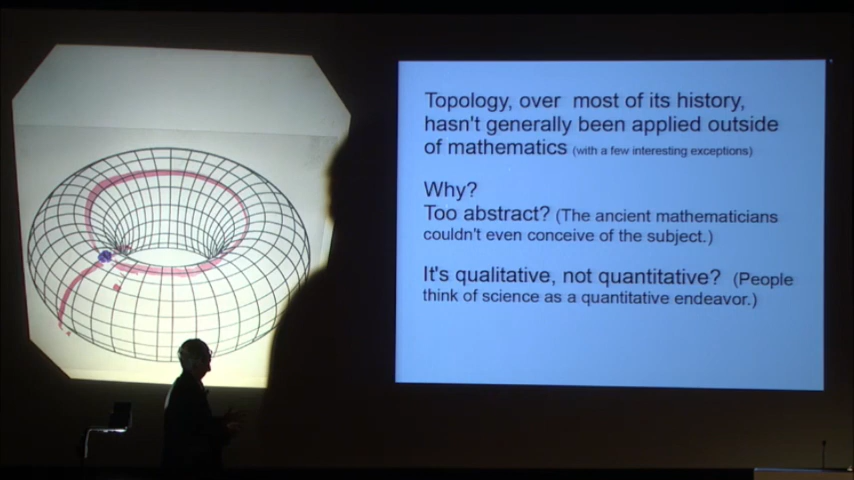 Topology, over most of its history,
hasn't generally been applied outside
of mathematics (with a few interesting exceptions)
Why?
Too abstract? (The ancient mathematicians
couldn't even conceive of the subject.)
It's qualitative, not quantitative? (People
think of science as a quantitative endeavor.)